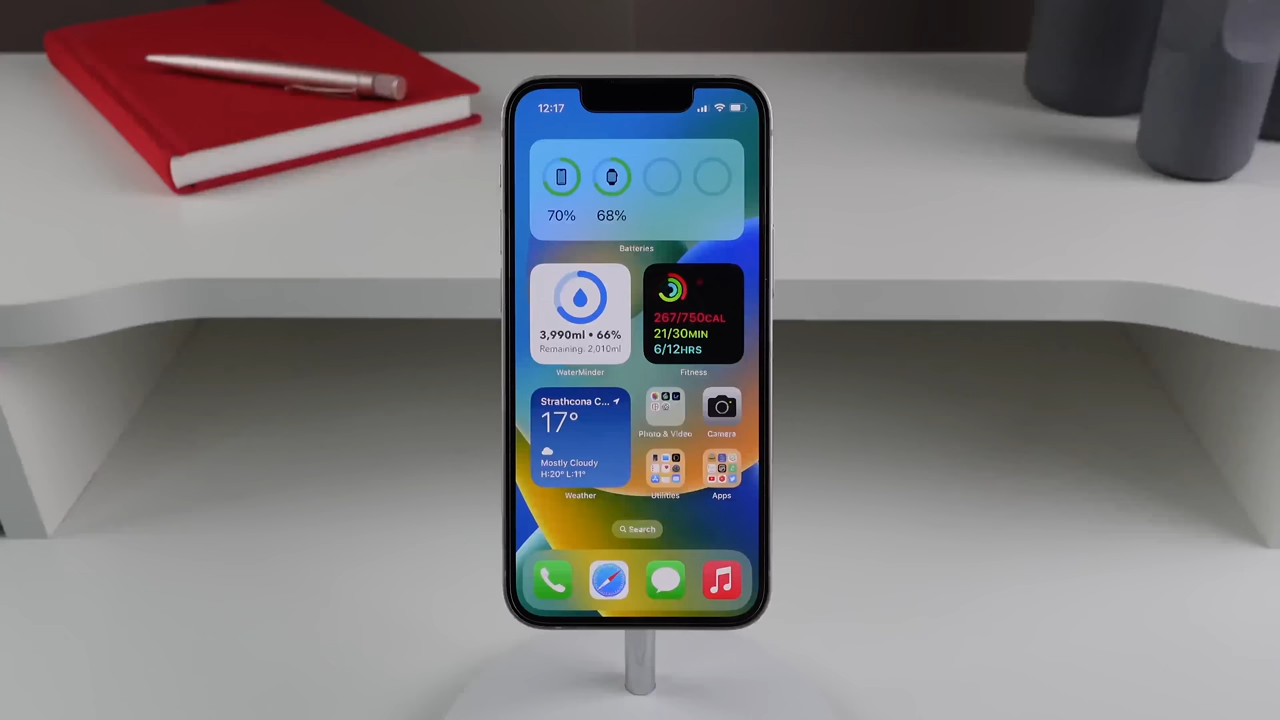 12:17
70% 68%
Batteries
3,990ml • 66%
Remaining: 2,010ml
WaterMinder
267/750CAL
21/30MIN
6/12HRS
Fitness
Strathcona C...
17°
Mostly Cloudy
H:20° L:11°
Weather
Photo & Video
Camera
Utilities
Apps
Search